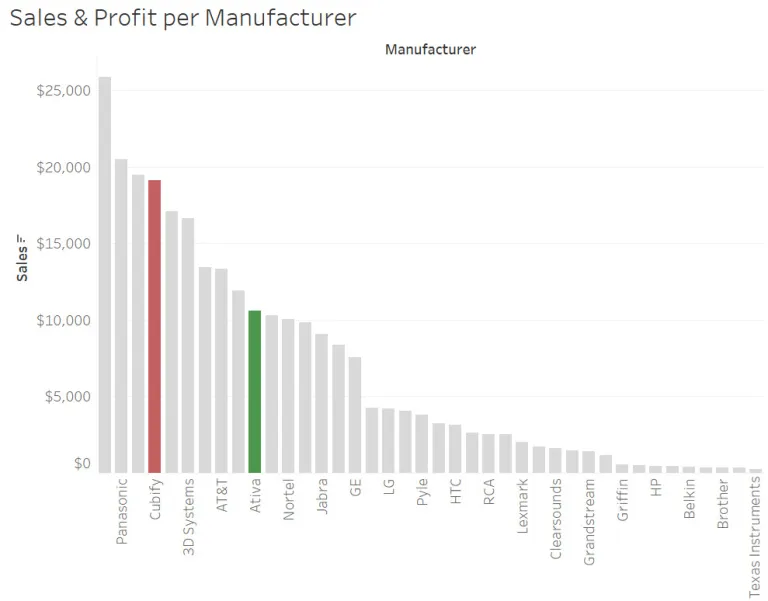 Sales & Profit per Manufacturer
Manufacturer
$25,000
$20,000
$15,000
$10,000
$5,000
$0
Sales
Panasonic
Cubify
3D Systems
AT&T
Ativa
Nortel
Jabra
GE
LG
Pyle
HTC
RCA
Lexmark
Clearsounds
Grandstream
Griffin
HP
Belkin
Brother
Texas Instruments